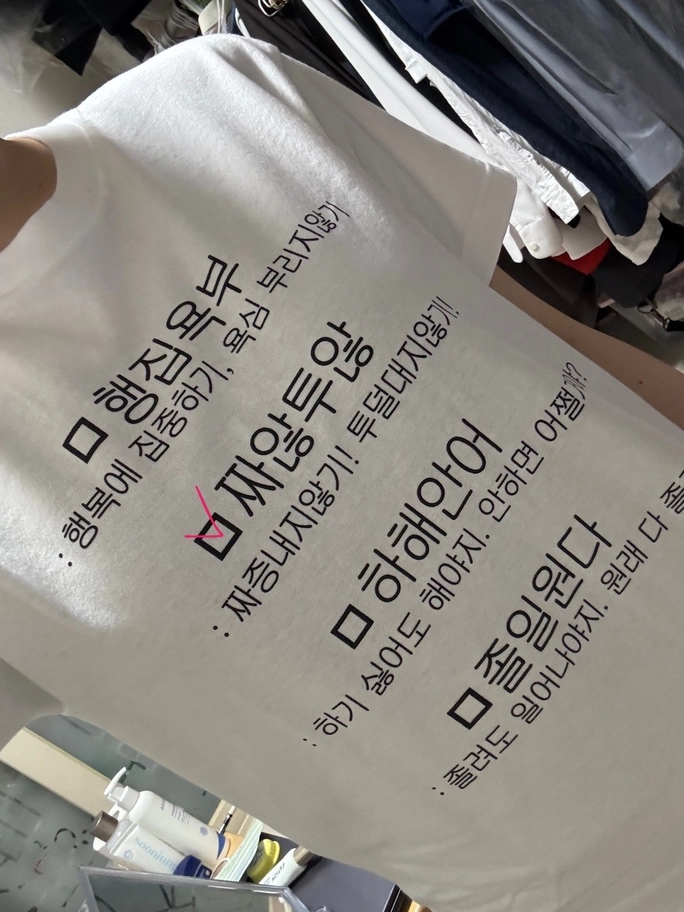 □ 행집욕부
: 행복에 집중하기, 욕심 부리지않기
□ 짜않투않
: 짜증내지않기! 투덜대지않기!
□ 하해안어
: 하기 싫어도 해야지. 안하면 어쩔
□ 졸일원다
: 졸려도 일어나야지. 원래 다
soonjung